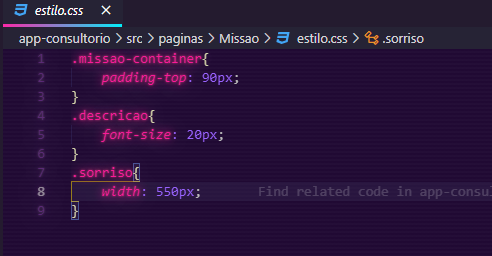 estilo.css ×
app-consultorio > src > paginas > Missao > estilo.css > .sorriso
1 .missao-container{
2 padding-top: 90px;
3 }
4 .descricao{
5 font-size: 20px;
6 }
7 .sorriso{
8 width: 550px; Find related code in app-consul
9 }